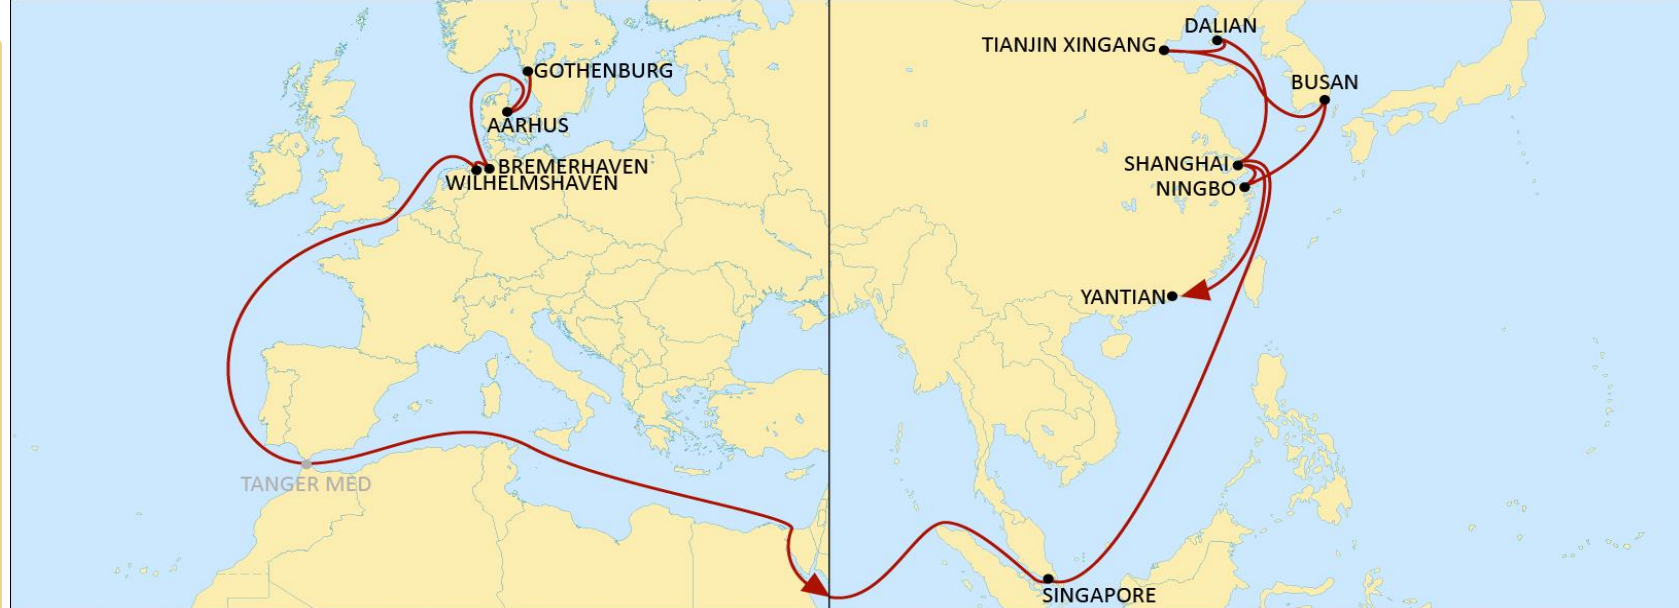 GOTHENBURG
AARHUS
BREMERHAVEN
WILHELMSHAVEN
TANGER MED
DALIAN
TIANJIN XINGANG
BUSAN
SHANGHAI
NINGBO
YANTIAN
SINGAPORE